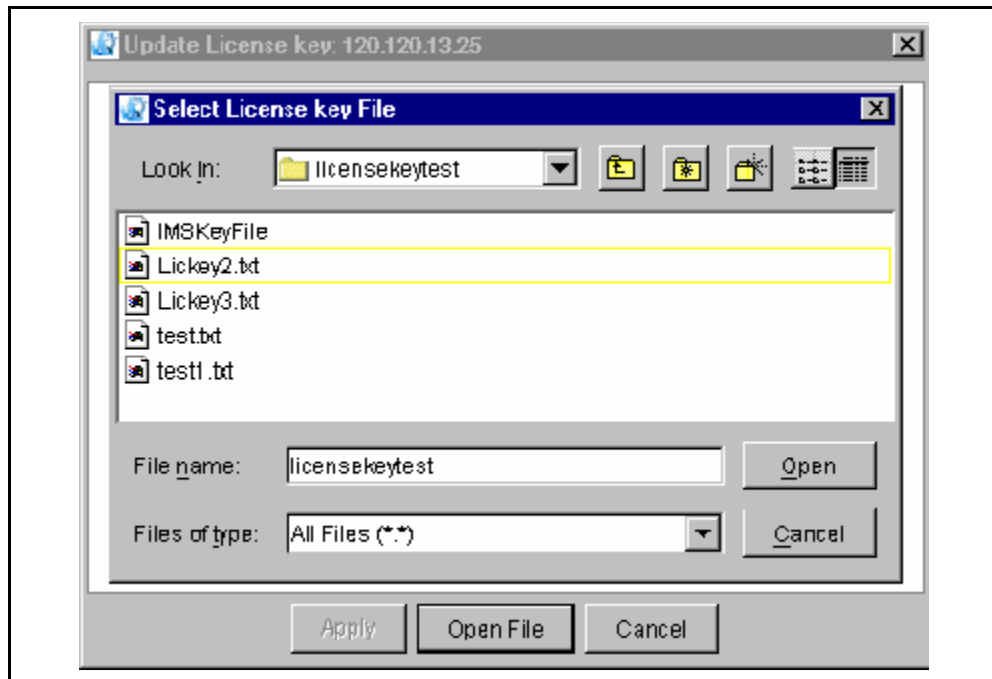 Update License key: 120.120.13.25
Select License key File
Look in: licensekeytest
IMSKeyFile
Lickey2.txt
Lickey3.txt
test.txt
test1.txt
File name: licensekeytest Open
Files of type: All Files (*.*) Cancel
Apply Open File Cancel